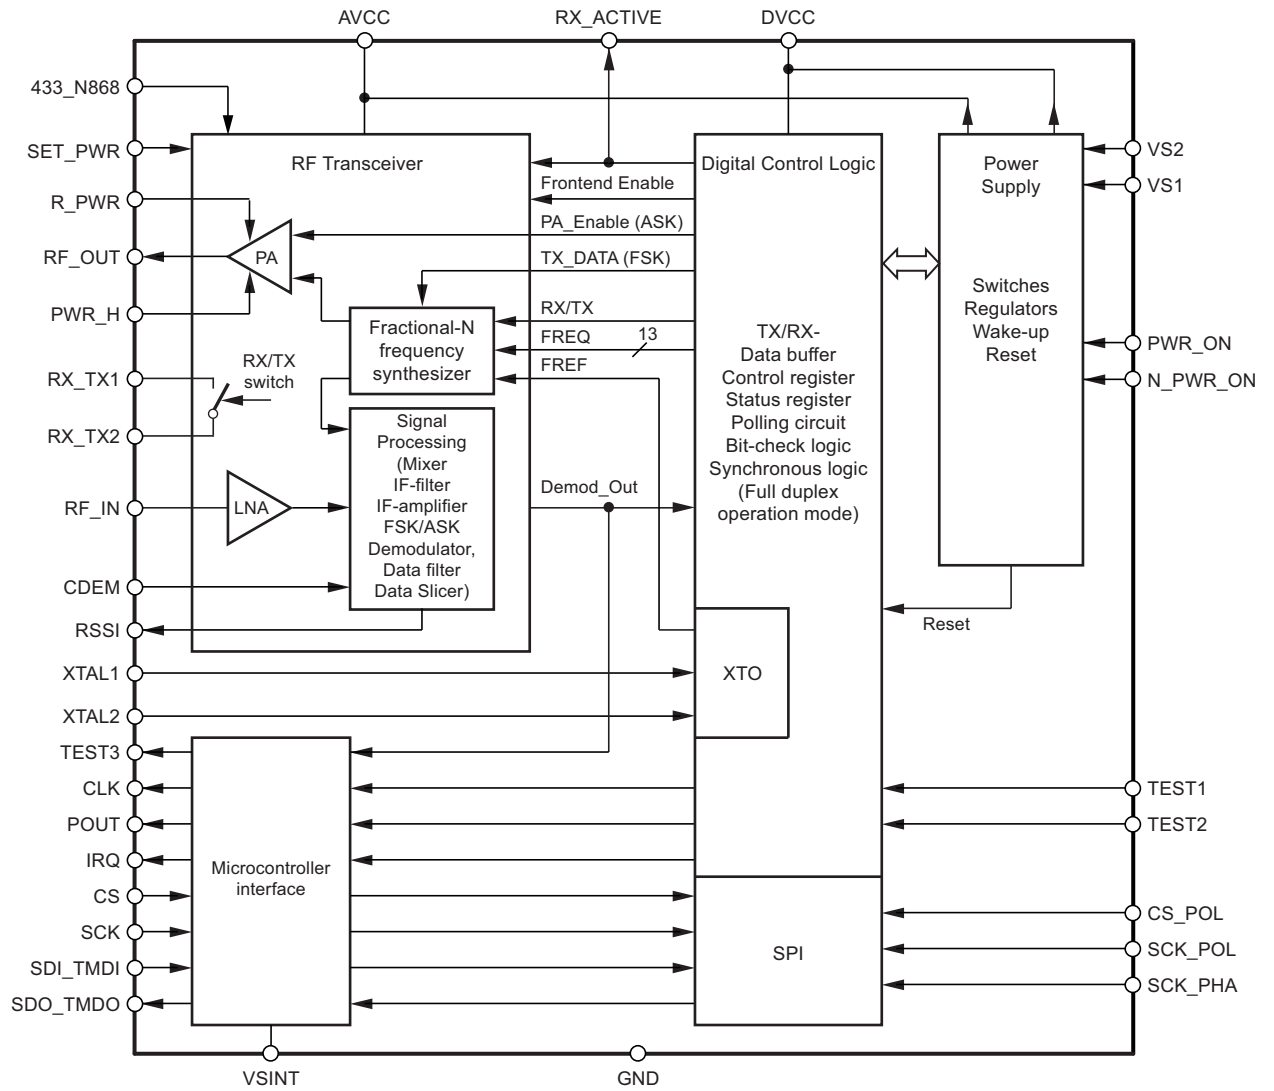 AVCC
RX_ACTIVE
DVCC
433_N868
SET_PWR
R_PWR
RF_OUT
PWR_H
RX_TX1
RX_TX2
RF_IN
CDEM
RSSI
XTAL1
XTAL2
TEST3
CLK
POUT
IRQ
CS
SCK
SDI_TMDI
SDO_TMDO
RF Transceiver
PA
RX/TX
switch
LNA
Fractional-N
frequency
synthesizer
Signal
Processing
(Mixer
IF-filter
IF-amplifier
FSK/ASK
Demodulator,
Data filter
Data Slicer)
Frontend Enable
PA_Enable (ASK)
TX_DATA (FSK)
RX/TX
FREQ
13
FREF
Demod_Out
Digital Control Logic
TX/RX-
Data buffer
Control register
Status register
Polling circuit
Bit-check logic
Synchronous logic
(Full duplex
operation mode)
XTO
SPI
Microcontroller
interface
Power
Supply
Switches
Regulators
Wake-up
Reset
Reset
VS2
VS1
PWR_ON
N_PWR_ON
TEST1
TEST2
CS_POL
SCK_POL
SCK_PHA
VSINT
GND